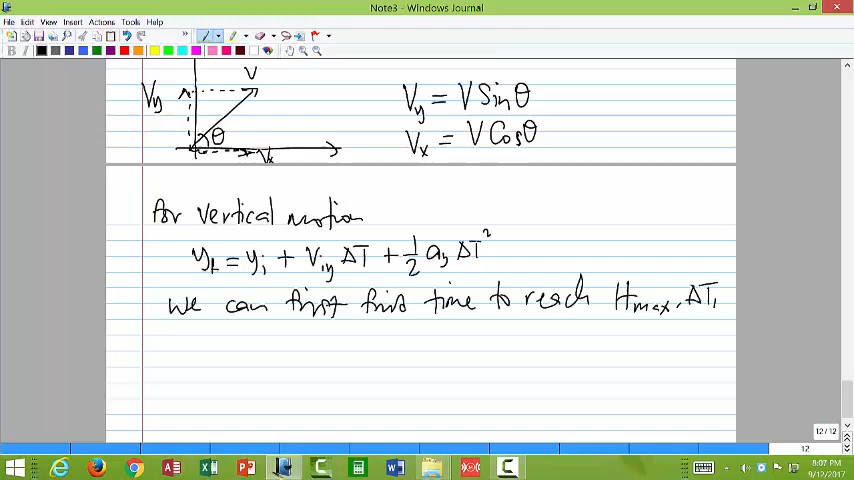 Note3 - Windows Journal
File Edit View Insert Actions Tools Help
B I
V
Vy
θ
Vx
Vy = V Sinθ
Vx = V Cosθ
for vertical motion
yf = yi + Viy ΔT + 1/2 ay ΔT²
we can first find time to reach Hmax, ΔT1
12/12
12
8:07 PM
9/12/2017